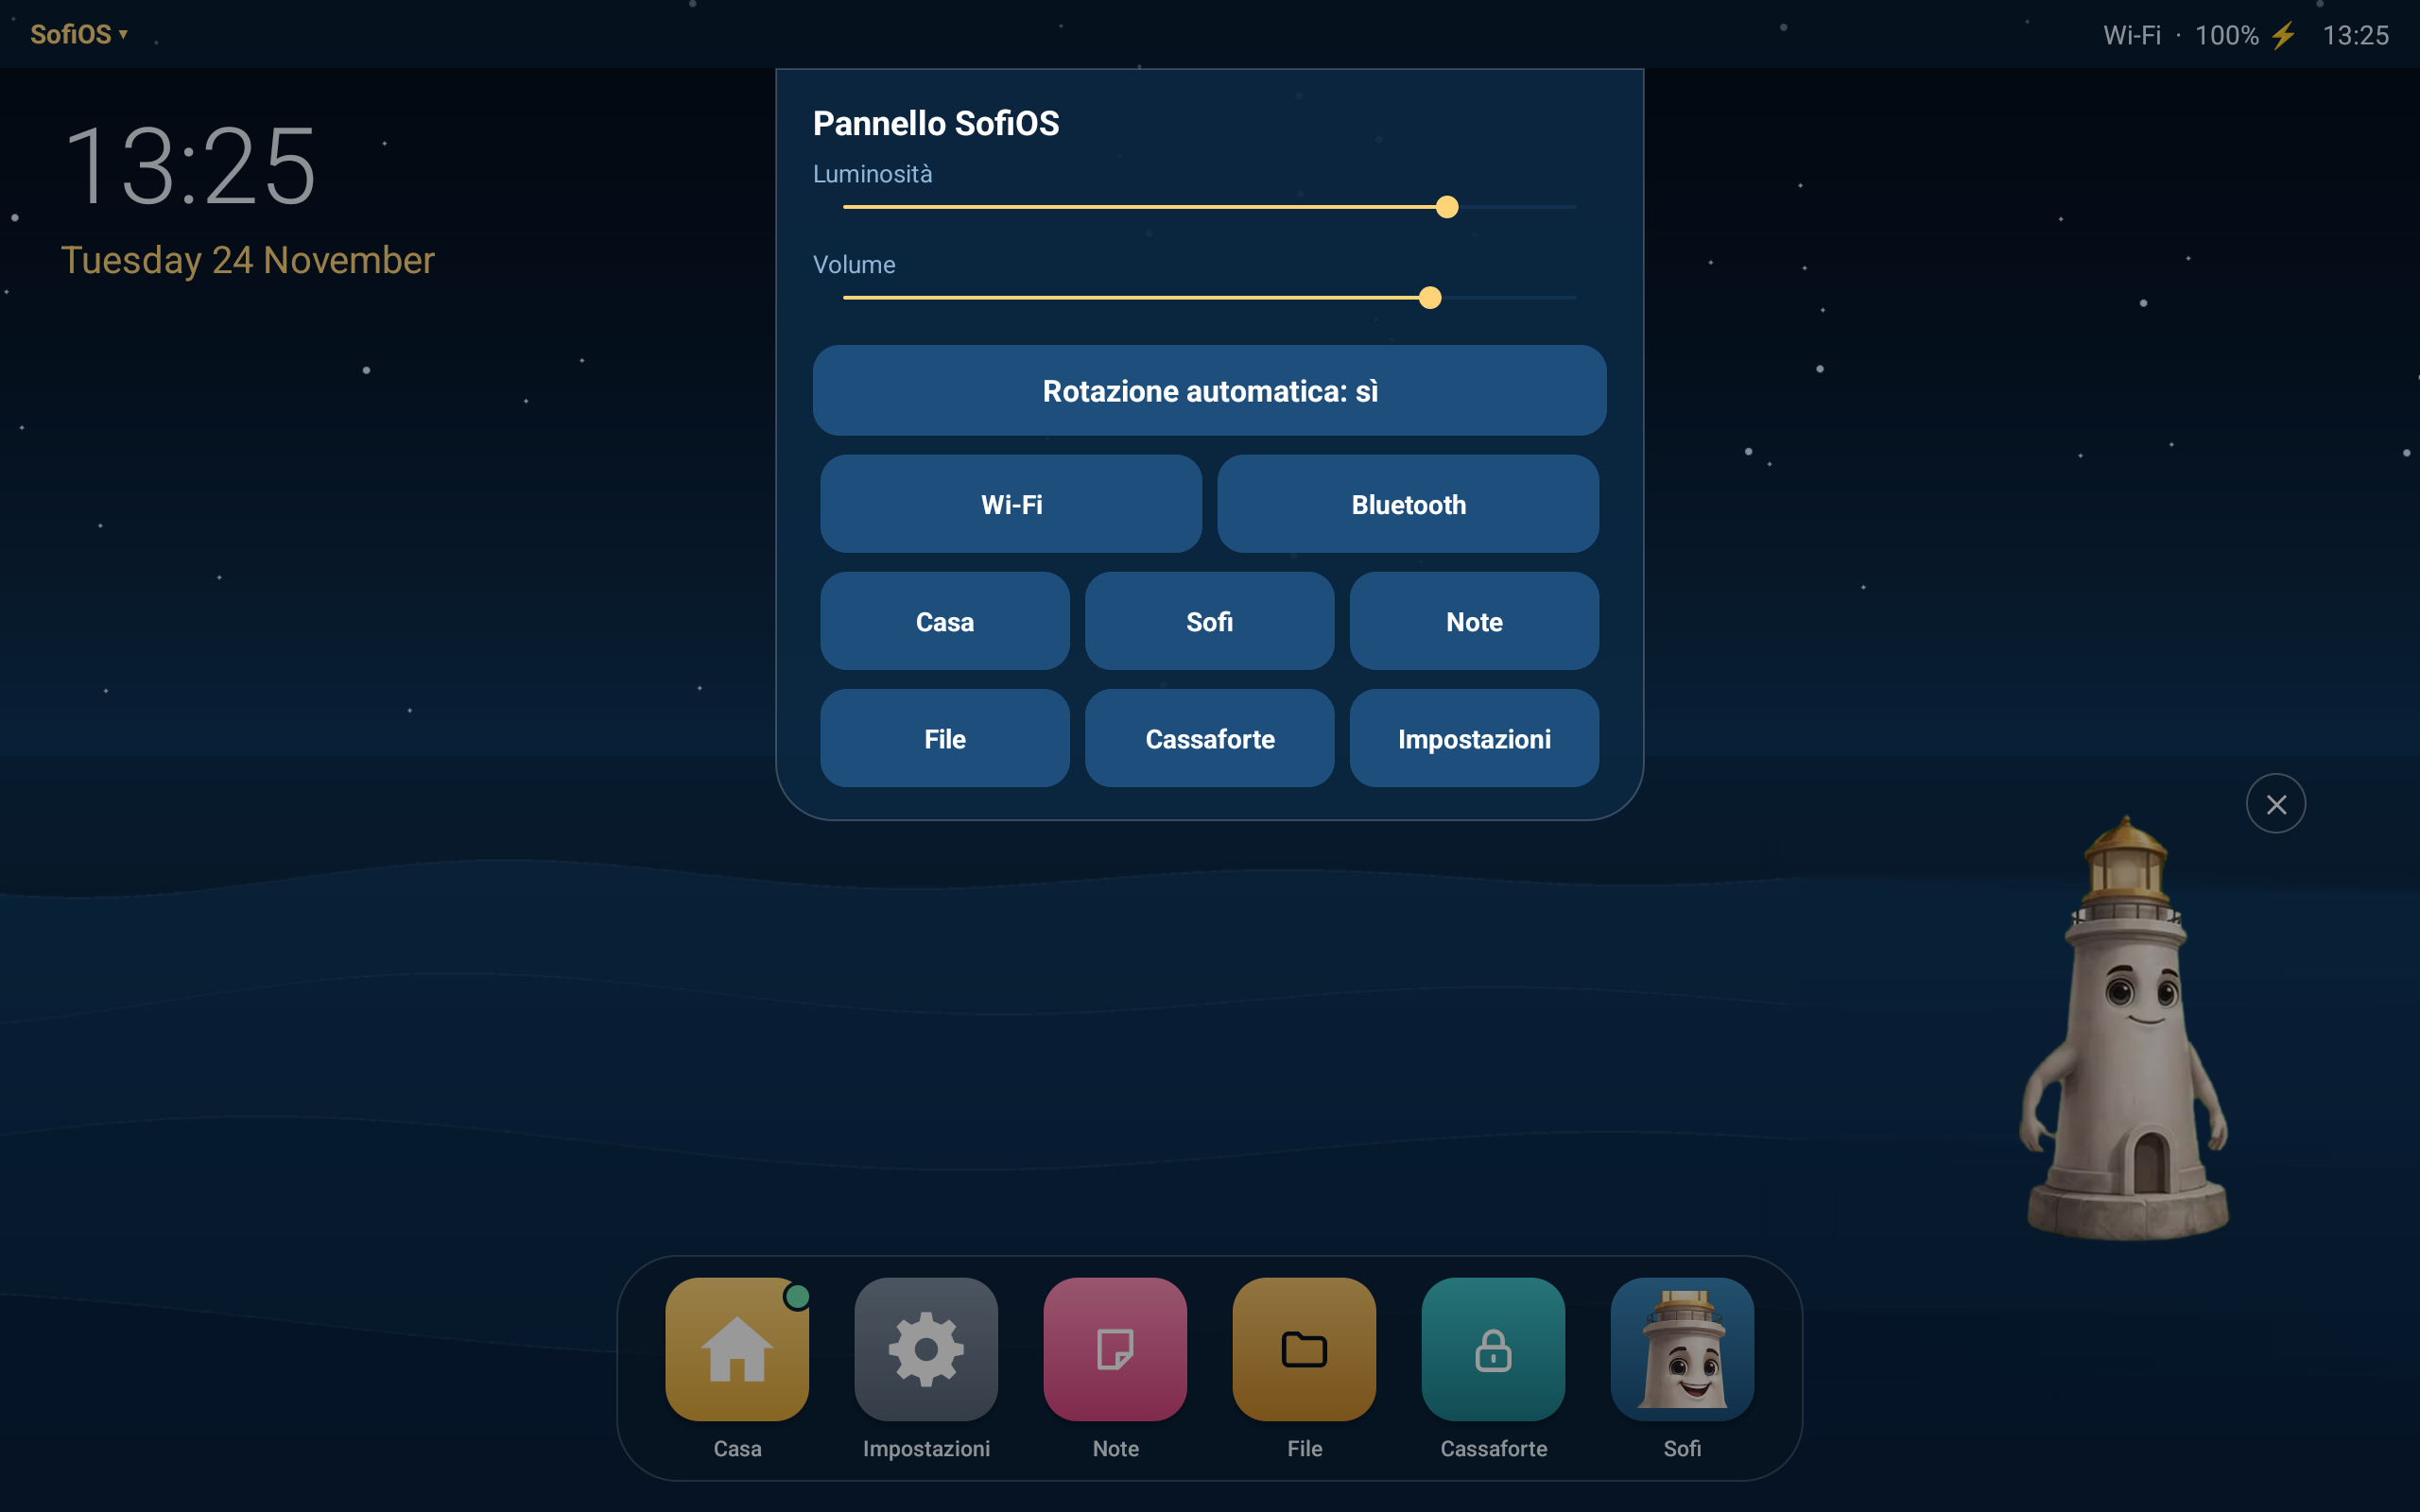 SofiOS ▾
Wi-Fi · 100% ⚡ 13:25
13:25
Tuesday 24 November
Pannello SofiOS
Luminosità
Volume
Rotazione automatica: sì
Wi-Fi
Bluetooth
Casa
Sofi
Note
File
Cassaforte
Impostazioni
Casa
Impostazioni
Note
File
Cassaforte
Sofi